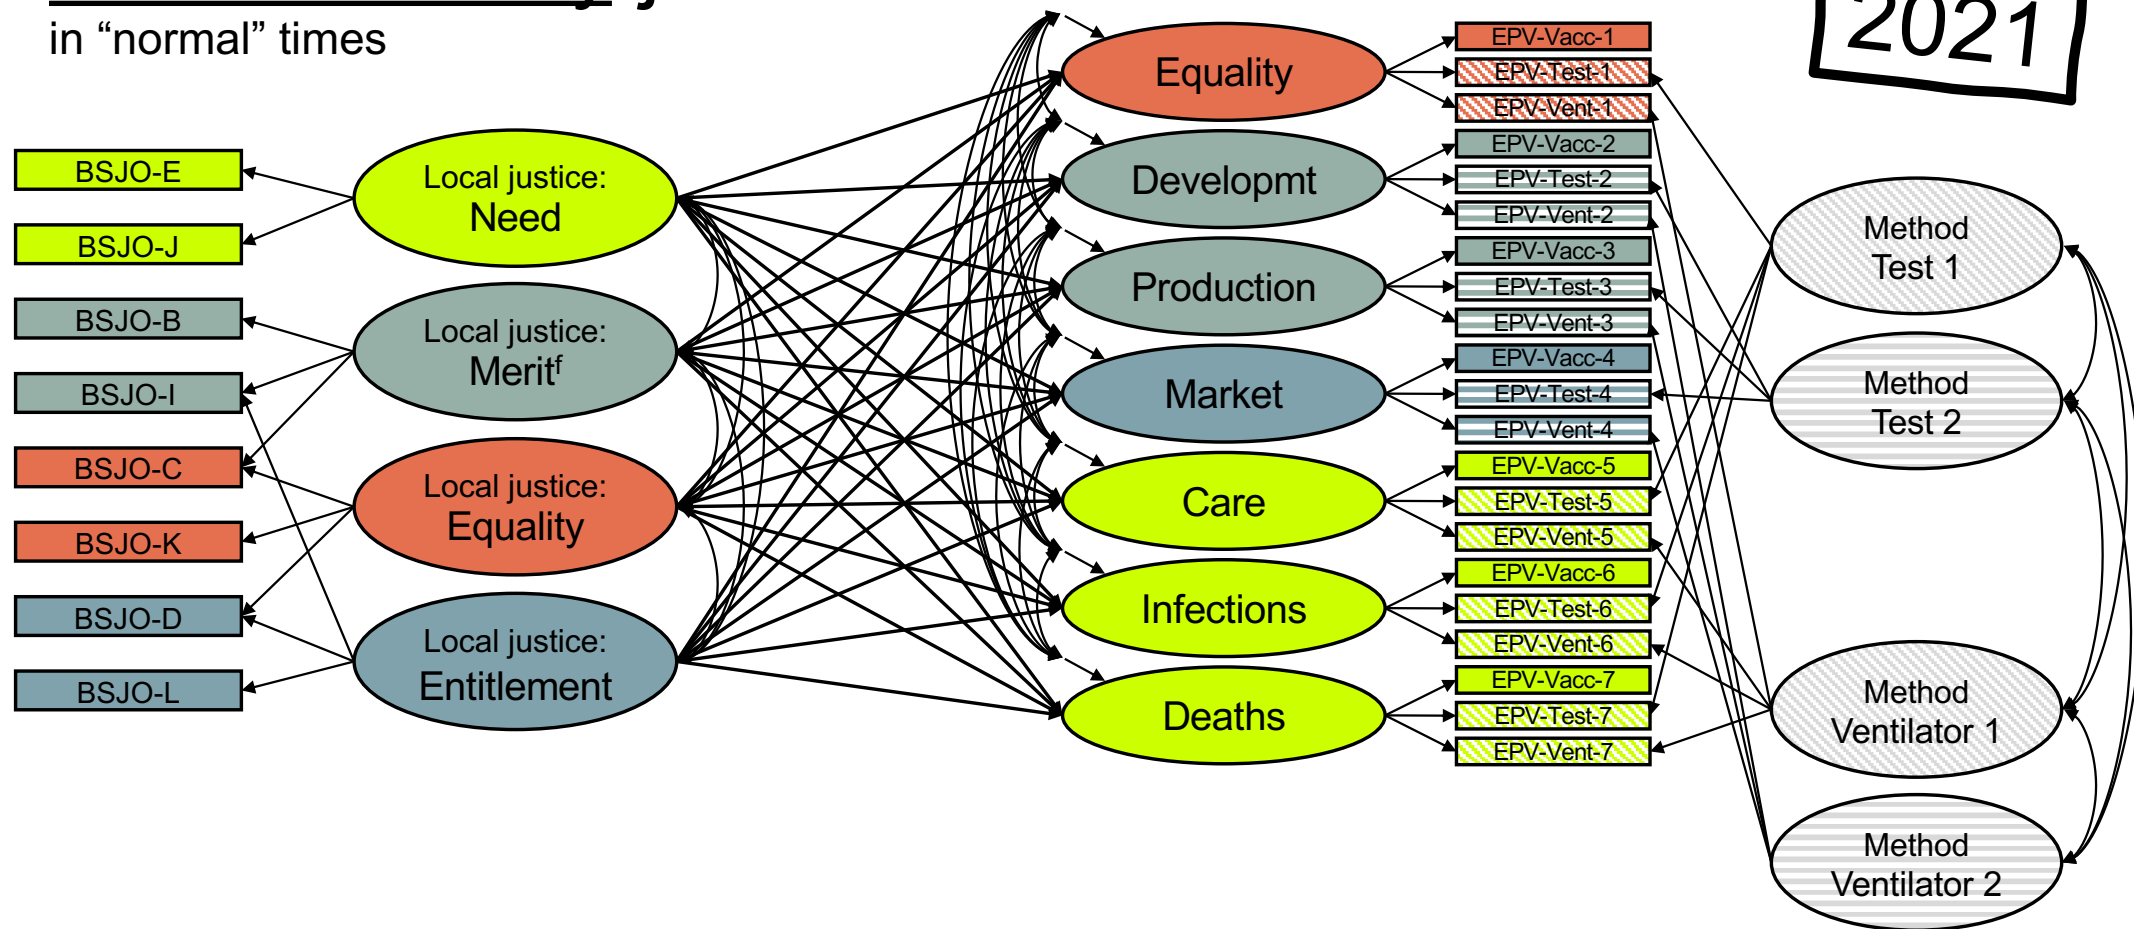 in “normal” times
2021
BSJO-E
BSJO-J
BSJO-B
BSJO-I
BSJO-C
BSJO-K
BSJO-D
BSJO-L
Local justice:
Need
Local justice:
Meritᶠ
Local justice:
Equality
Local justice:
Entitlement
Equality
Developmt
Production
Market
Care
Infections
Deaths
EPV-Vacc-1
EPV-Test-1
EPV-Vent-1
EPV-Vacc-2
EPV-Test-2
EPV-Vent-2
EPV-Vacc-3
EPV-Test-3
EPV-Vent-3
EPV-Vacc-4
EPV-Test-4
EPV-Vent-4
EPV-Vacc-5
EPV-Test-5
EPV-Vent-5
EPV-Vacc-6
EPV-Test-6
EPV-Vent-6
EPV-Vacc-7
EPV-Test-7
EPV-Vent-7
Method
Test 1
Method
Test 2
Method
Ventilator 1
Method
Ventilator 2